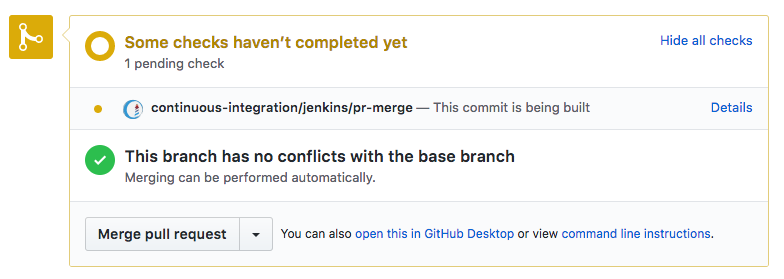 Some checks haven’t completed yet
Hide all checks
1 pending check
continuous-integration/jenkins/pr-merge — This commit is being built
Details
This branch has no conflicts with the base branch
Merging can be performed automatically.
Merge pull request
You can also open this in GitHub Desktop or view command line instructions.